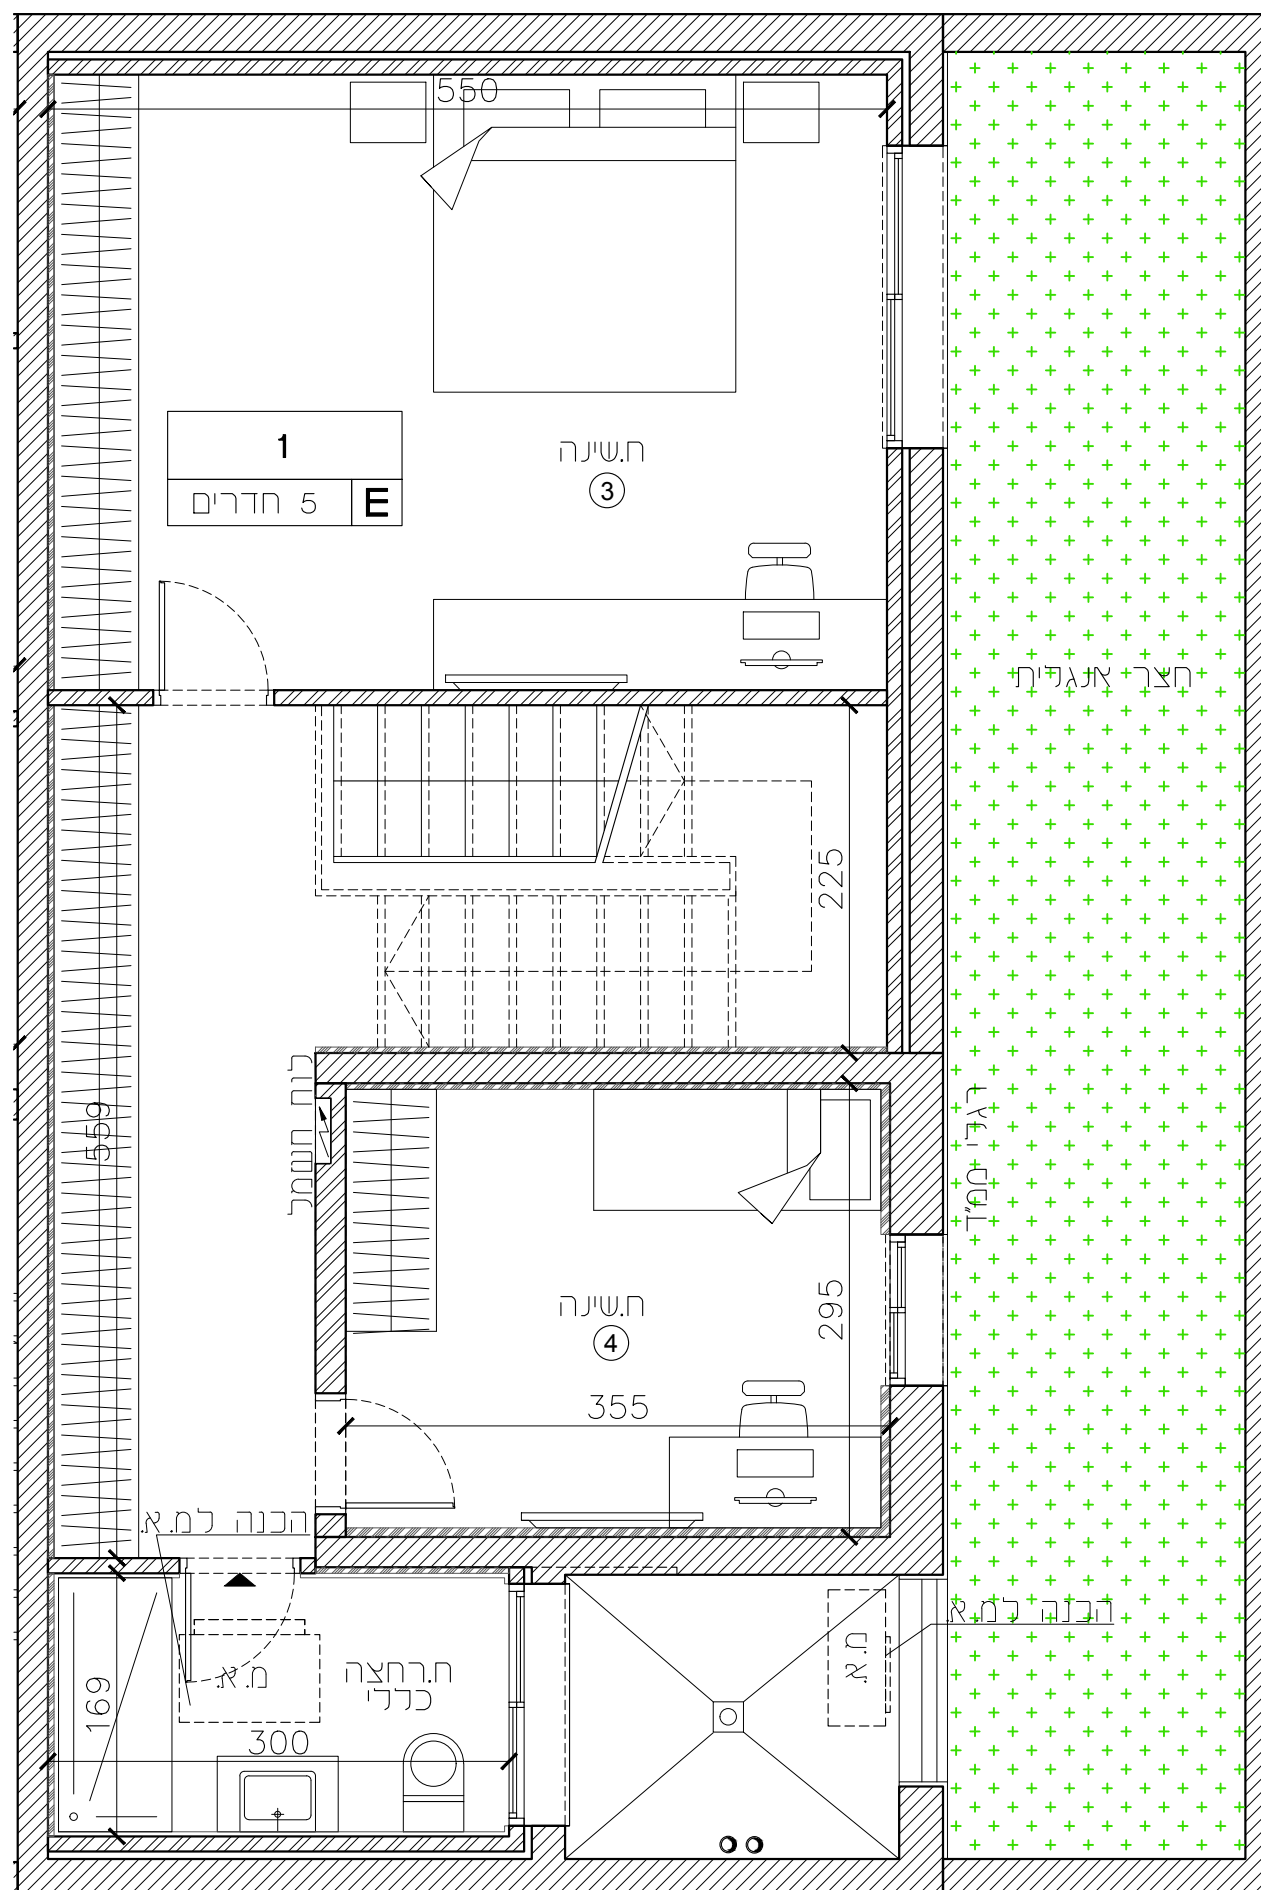 550
1
5 חדרים
E
ח.שינה
3
חצר אנגלית
225
לוח חשמל
559
רגלי ממ"ד
ח.שינה
4
295
355
הכנה למ.א.
הכנה למ.א.
מ.א.
מ.א.
ח.רחצה
כללי
169
300